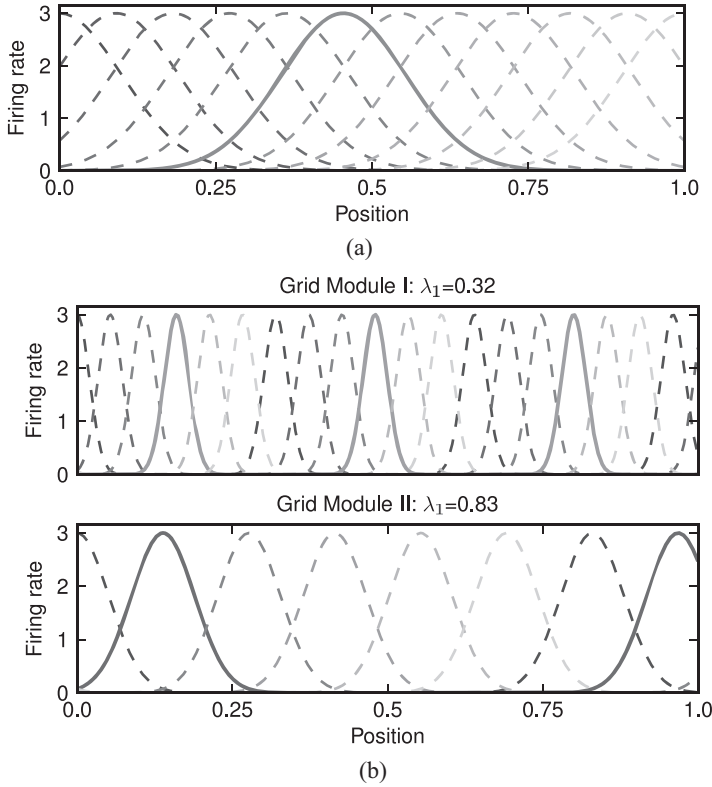 3
2
1
0
Firing rate
0.0 0.25 0.5 0.75 1.0
Position
(a)
Grid Module I: λ₁=0.32
3
2
1
0
Firing rate
Grid Module II: λ₁=0.83
3
2
1
0
Firing rate
0.0 0.25 0.5 0.75 1.0
Position
(b)